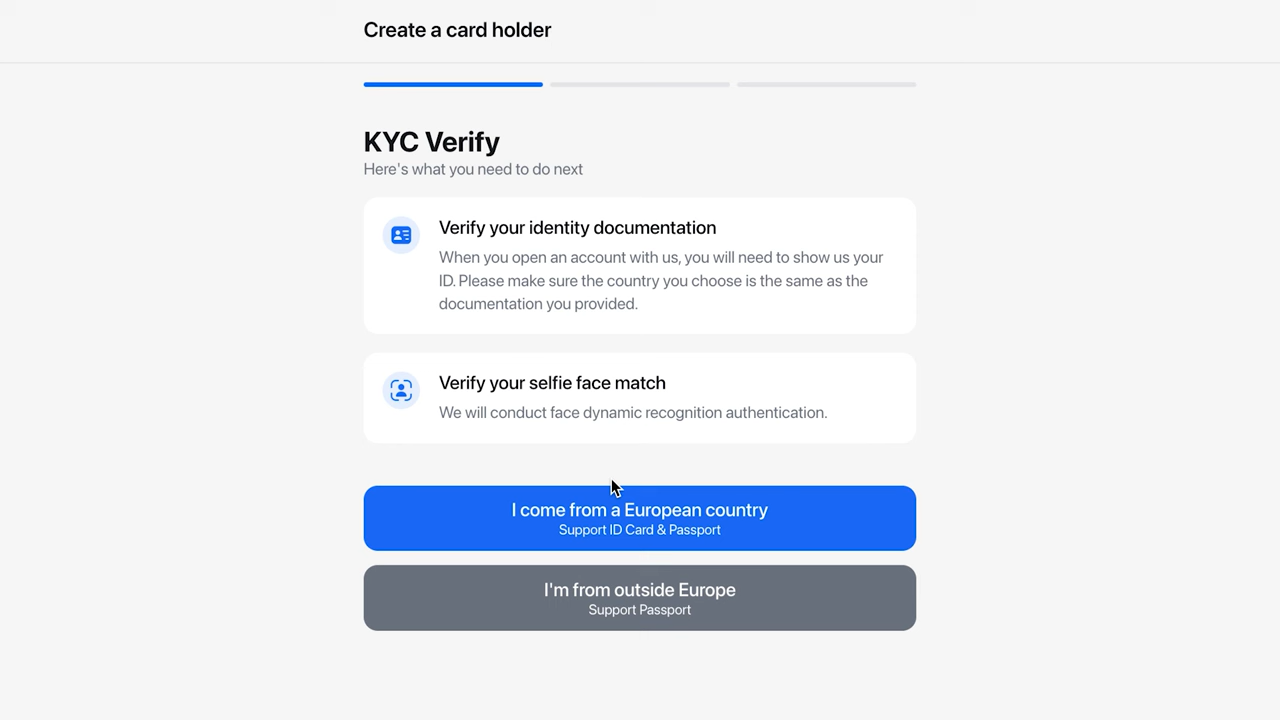 Create a card holder
KYC Verify
Here's what you need to do next
Verify your identity documentation
When you open an account with us, you will need to show us your
ID. Please make sure the country you choose is the same as the
documentation you provided.
Verify your selfie face match
We will conduct face dynamic recognition authentication.
I come from a European country
Support ID Card & Passport
I'm from outside Europe
Support Passport